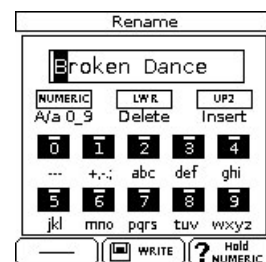 Rename
Broken Dance
NUMERIC LWR UP2
A/a 0_9 Delete Insert
0 1 2 3 4
--- +,-.; abc def ghi
5 6 7 8 9
jkl mno pqrs tuv wxyz
WRITE ? Hold NUMERIC